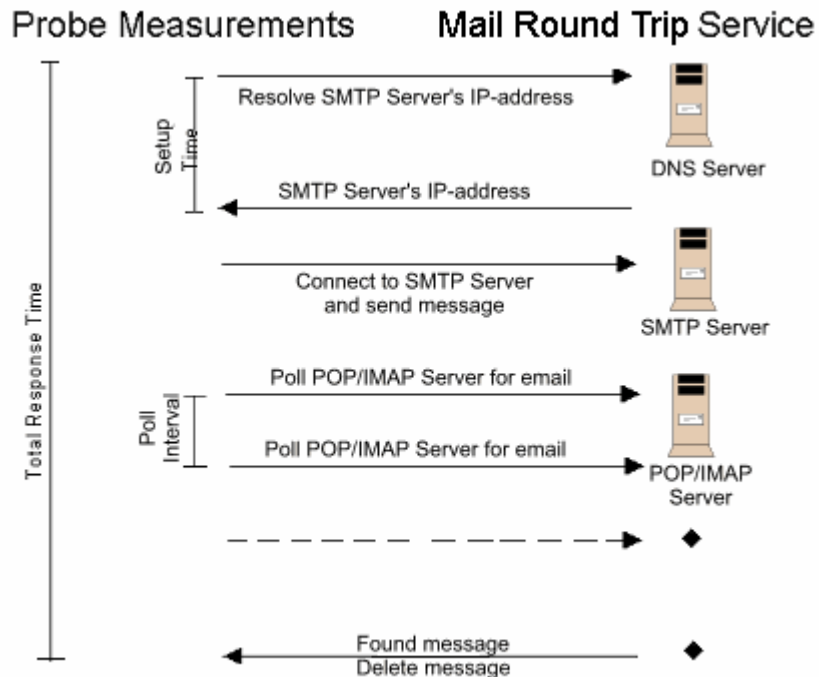 Probe Measurements
Mail Round Trip Service
Resolve SMTP Server's IP-address
Setup
Time
DNS Server
SMTP Server's IP-address
Connect to SMTP Server
and send message
SMTP Server
Total Response Time
Poll POP/IMAP Server for email
Poll
Interval
Poll POP/IMAP Server for email
POP/IMAP
Server
Found message
Delete message